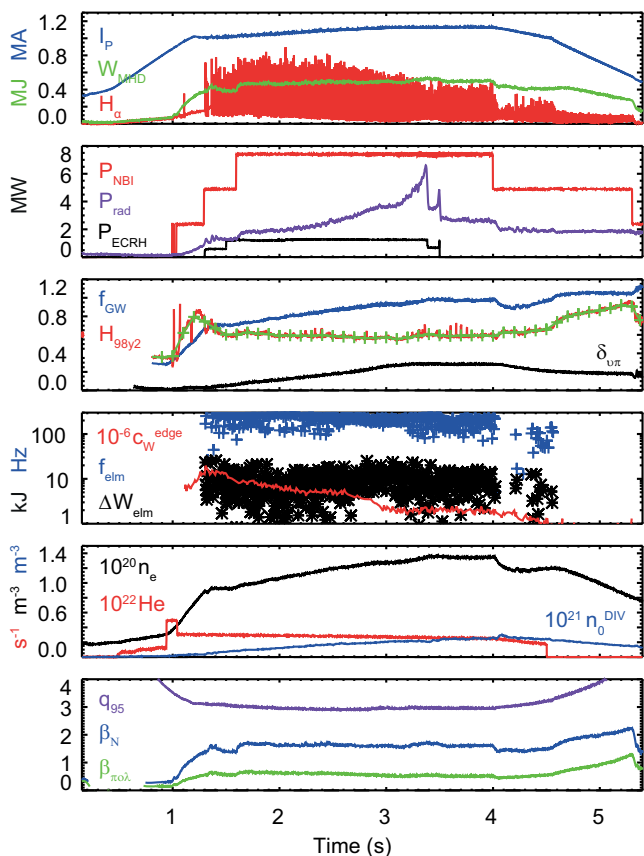 MJ MA
1.2
0.8
0.4
0.0
I_P
W_MHD
H_α
MW
8
6
4
2
0
P_NBI
P_rad
P_ECRH
1.2
0.8
0.4
0.0
f_GW
H_98y2
δ_υπ
kJ Hz
100
10
1
10^-6 c_W^edge
f_elm
ΔW_elm
s^-1 m^-3 m^-3
1.4
1.0
0.6
0.0
10^20 n_e
10^22 He
10^21 n_0^DIV
4
3
2
1
0
q_95
β_N
β_πολ
1 2 3 4 5
Time (s)